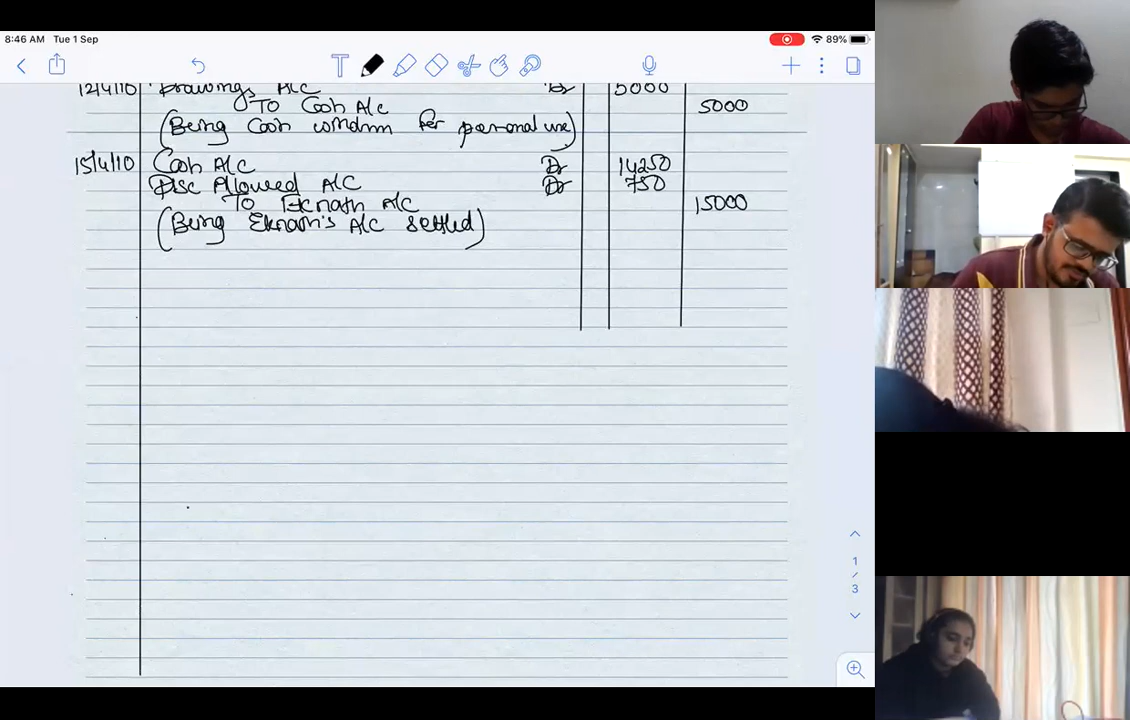 8:46 AM Tue 1 Sep
89%
12/4/10 Drawings A/c Dr 5000
To Cash A/c 5000
(Being Cash withdrn for personal use)
15/4/10 Cash A/C Dr 14250
Disc Allowed A/C Dr 750
To Eknath A/C 15000
(Being Eknath's A/C settled)
1
/
3